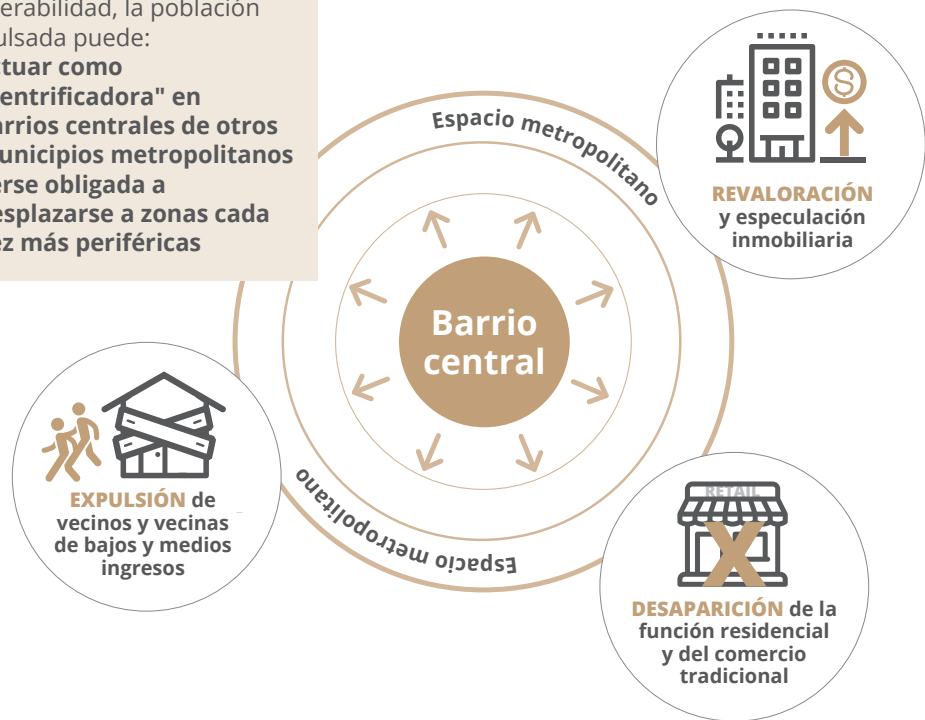 erabilidad, la población
ulsada puede:
tuar como
entrificadora" en
arrios centrales de otros
unicipios metropolitanos
erse obligada a
esplazarse a zonas cada
ez más periféricas
Espacio metropolitano
REVALORACIÓN
y especulación
inmobiliaria
Barrio
central
EXPULSIÓN de
vecinos y vecinas
de bajos y medios
ingresos
Espacio metropolitano
RETAIL
DESAPARICIÓN de la
función residencial
y del comercio
tradicional